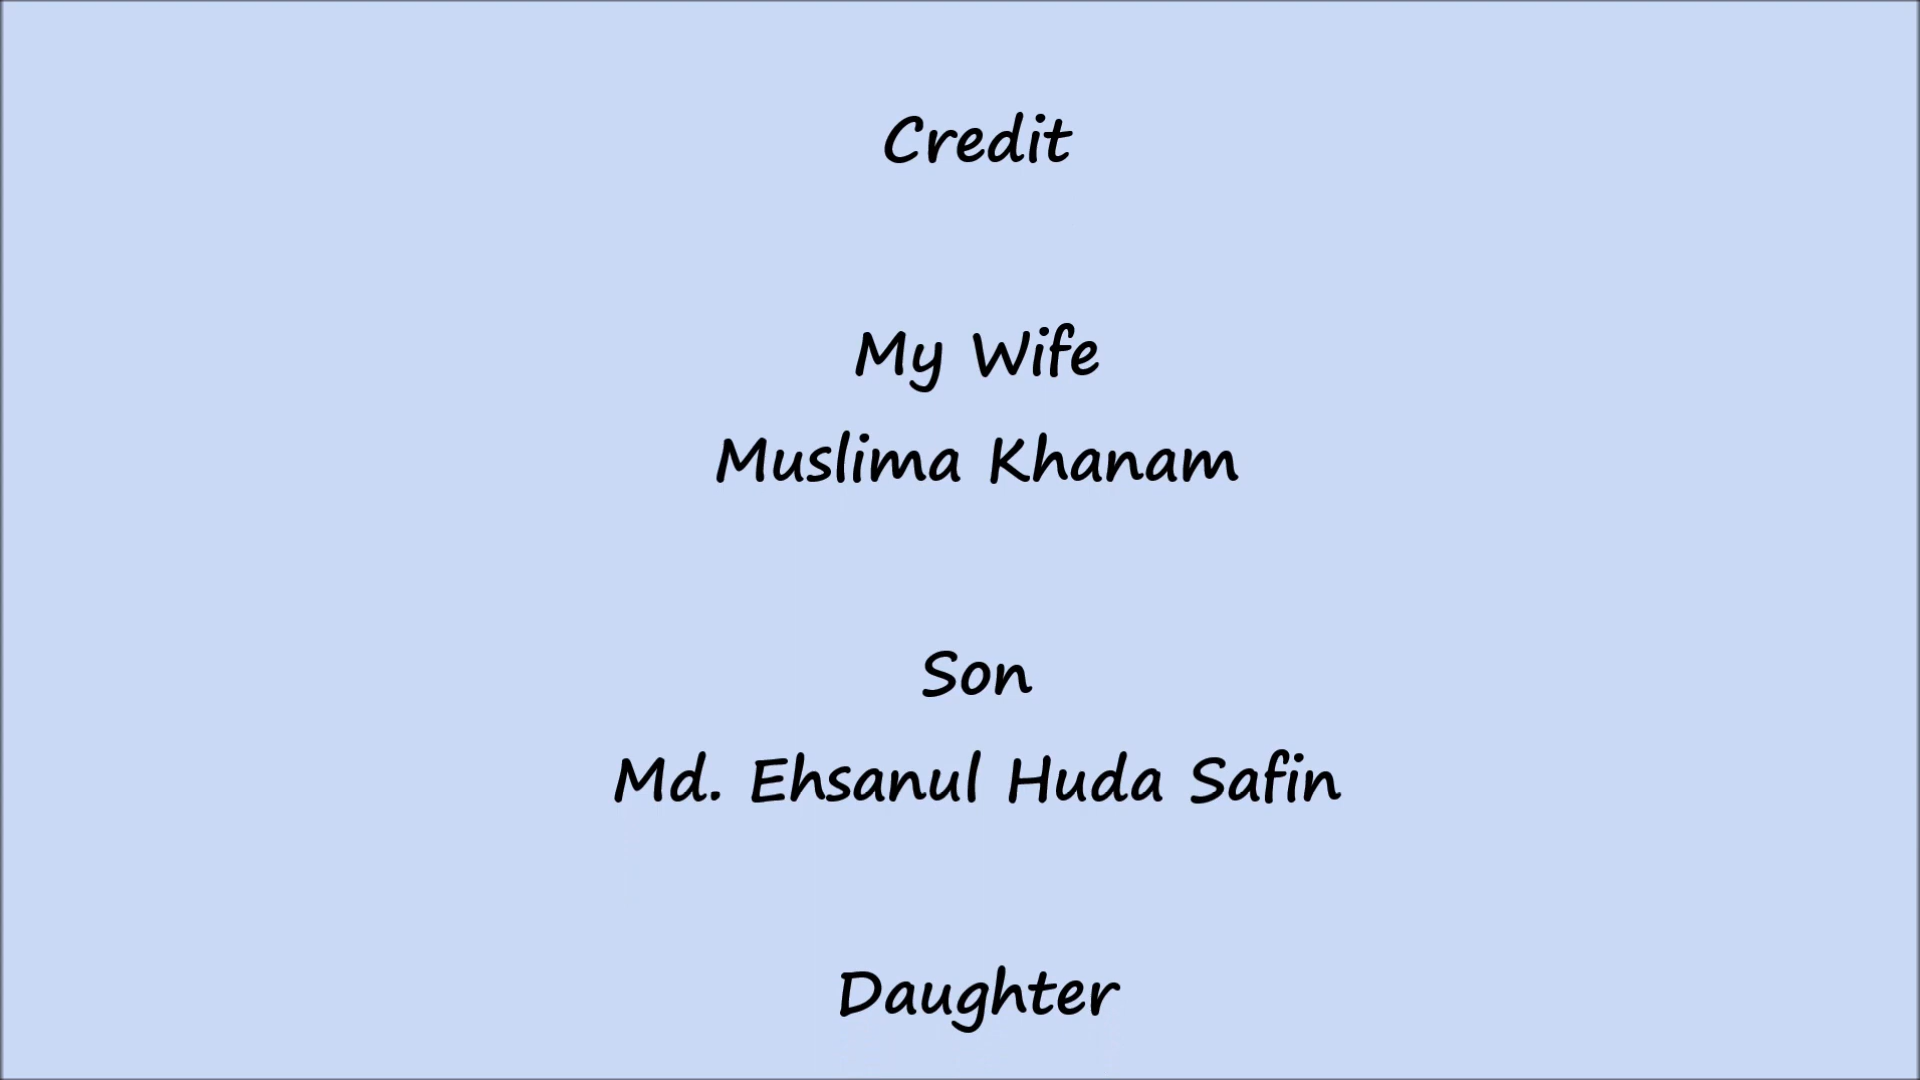 Credit
My Wife
Muslima Khanam
Son
Md. Ehsanul Huda Safin
Daughter